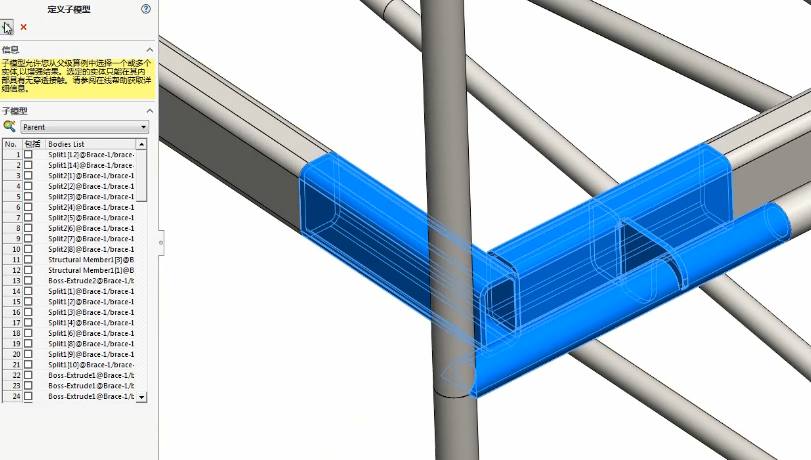 定义子模型
信息
子模型允许您从父级算例中选择一个或多个
实体,以增强结果。选定的实体只能在其内
部具有无穿透接触。请参阅在线帮助获取详
细信息。
子模型
Parent
No. 包括 Bodies List
1 Split1[12]@Brace-1/brace-
2 Split1[14]@Brace-1/brace-
3 Split2[1]@Brace-1/brace-1
4 Split2[2]@Brace-1/brace-1
5 Split2[3]@Brace-1/brace-1
6 Split2[4]@Brace-1/brace-1
7 Split2[5]@Brace-1/brace-1
8 Split2[6]@Brace-1/brace-1
9 Split2[7]@Brace-1/brace-1
10 Split2[8]@Brace-1/brace-1
11 Structural Member1[3]@B
12 Structural Member1[1]@B
13 Boss-Extrude2@Brace-1/b
14 Split1[1]@Brace-1/brace-1
15 Split1[2]@Brace-1/brace-1
16 Split1[3]@Brace-1/brace-1
17 Split1[4]@Brace-1/brace-1
18 Split1[6]@Brace-1/brace-1
19 Split1[8]@Brace-1/brace-1
20 Split1[9]@Brace-1/brace-1
21 Split1[10]@Brace-1/brace-
22 Boss-Extrude1@Brace-1/b
23 Boss-Extrude1@Brace-1/b
24 Boss-Extrude1@Brace-1/b